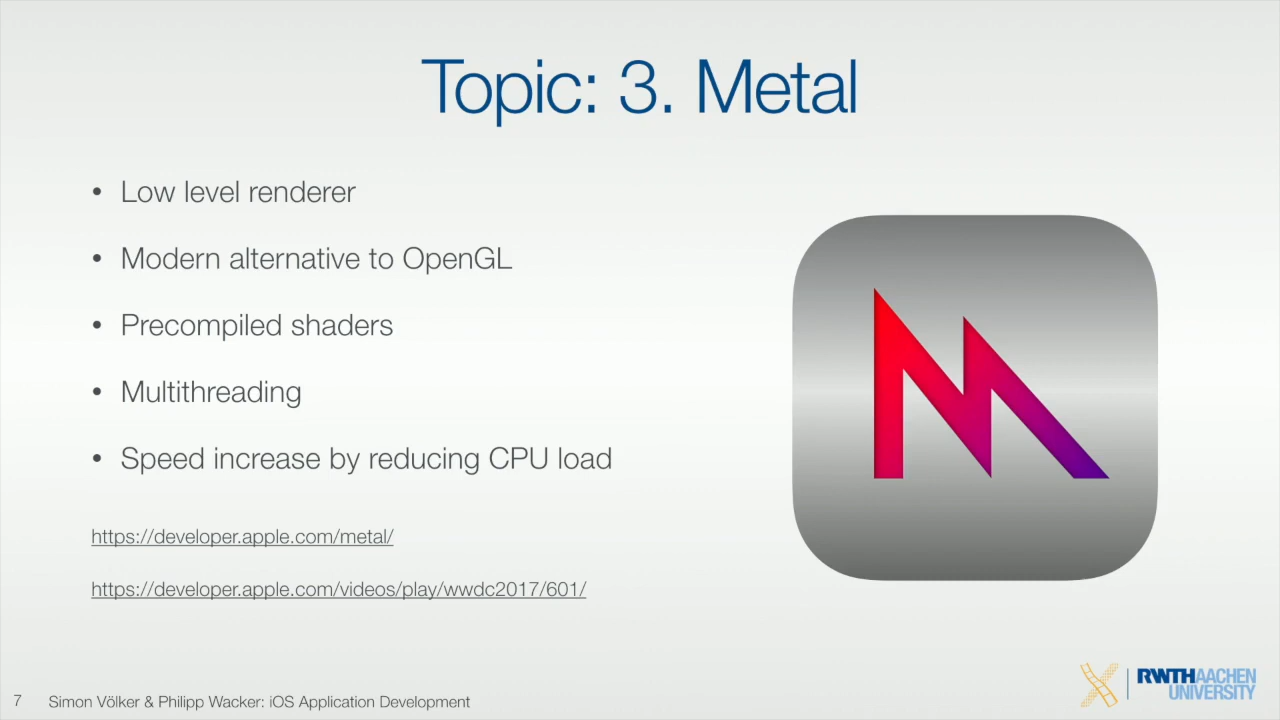 Topic: 3. Metal
• Low level renderer
• Modern alternative to OpenGL
• Precompiled shaders
• Multithreading
• Speed increase by reducing CPU load
https://developer.apple.com/metal/
https://developer.apple.com/videos/play/wwdc2017/601/
7 Simon Völker & Philipp Wacker: iOS Application Development
RWTHAACHEN
UNIVERSITY